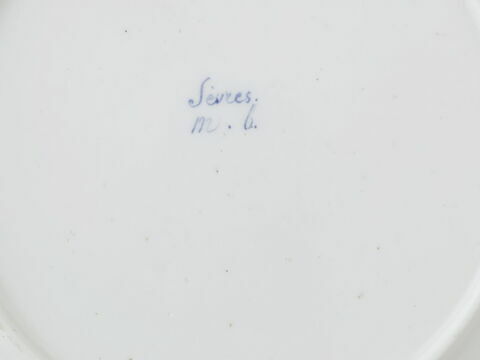 Sèvres.
m. b.